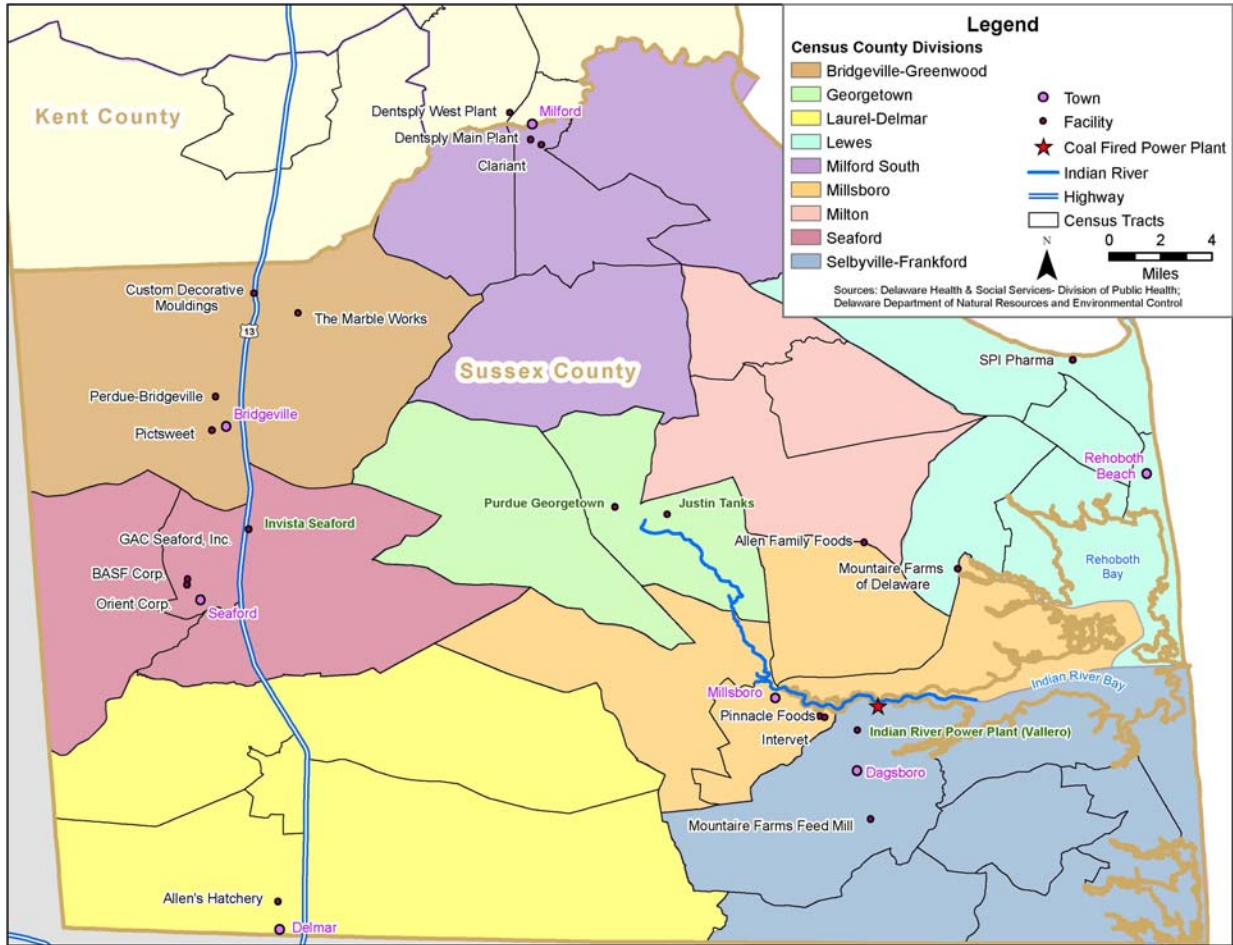 Legend
Census County Divisions
Bridgeville-Greenwood
Georgetown
Laurel-Delmar
Lewes
Milford South
Millsboro
Milton
Seaford
Selbyville-Frankford
Town
Facility
Coal Fired Power Plant
Indian River
Highway
Census Tracts
N
0 2 4
Miles
Sources: Delaware Health & Social Services- Division of Public Health;
Delaware Department of Natural Resources and Environmental Control
Kent County
Dentsply West Plant
Milford
Dentsply Main Plant
Clariant
Custom Decorative
Mouldings
The Marble Works
13
Sussex County
SPI Pharma
Perdue-Bridgeville
Bridgeville
Pictsweet
Rehoboth
Beach
Purdue Georgetown
Justin Tanks
Invista Seaford
GAC Seaford, Inc.
Allen Family Foods
Mountaire Farms
of Delaware
Rehoboth
Bay
BASF Corp.
Orient Corp.
Seaford
Indian River Bay
Millsboro
Pinnacle Foods
Intervet
Indian River Power Plant (Vallero)
Dagsboro
Mountaire Farms Feed Mill
Allen's Hatchery
Delmar